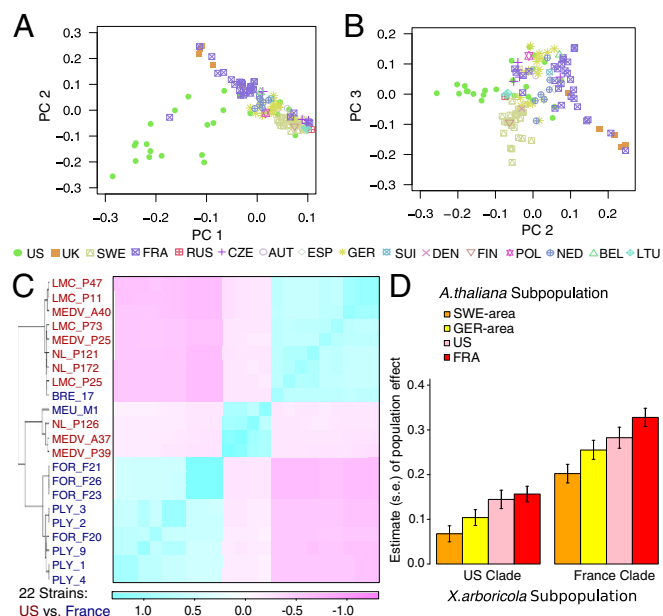 A
B
0.3
0.2
0.1
0.0
−0.1
−0.2
0.3
PC 2
−0.3 −0.2 −0.1 0.0 0.1
PC 1
0.2
0.1
0.0
−0.1
−0.2
−0.3
PC 3
−0.3 −0.1 0.0 0.1 0.2 0.3
PC 2
US UK SWE FRA RUS CZE AUT ESP GER SUI DEN FIN POL NED BEL LTU
C
LMC_P47
LMC_P11
MEDV_A40
LMC_P73
MEDV_P25
NL_P121
NL_P172
LMC_P25
BRE_17
MEU_M1
NL_P126
MEDV_A37
MEDV_P39
FOR_F21
FOR_F26
FOR_F23
PLY_3
PLY_2
FOR_F20
PLY_9
PLY_1
PLY_4
22 Strains:
US vs. France
1.0 0.5 0.0 -0.5 -1.0
D
A.thaliana Subpopulation
SWE-area
GER-area
US
FRA
Estimate (s.e.) of population effect
0.4
0.3
0.2
0.1
0.0
US Clade France Clade
X.arboricola Subpopulation